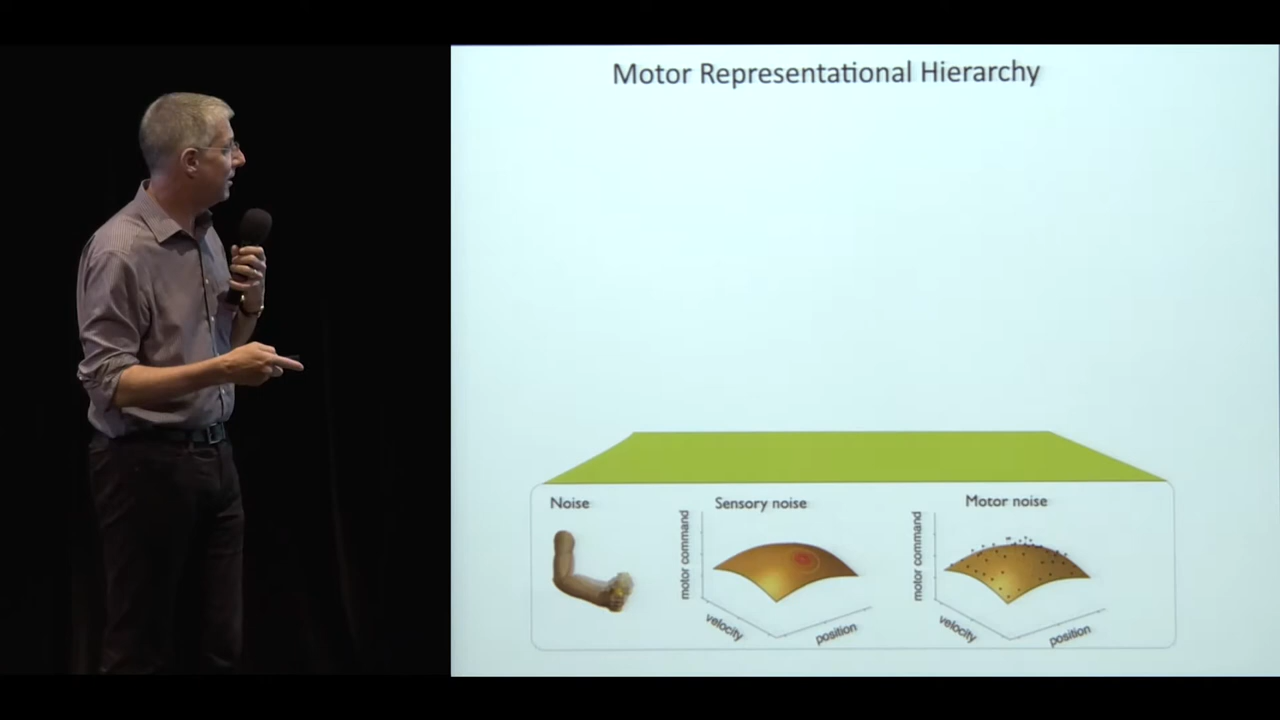 Motor Representational Hierarchy
Noise
Sensory noise
Motor noise
motor command
velocity
position
motor command
velocity
position